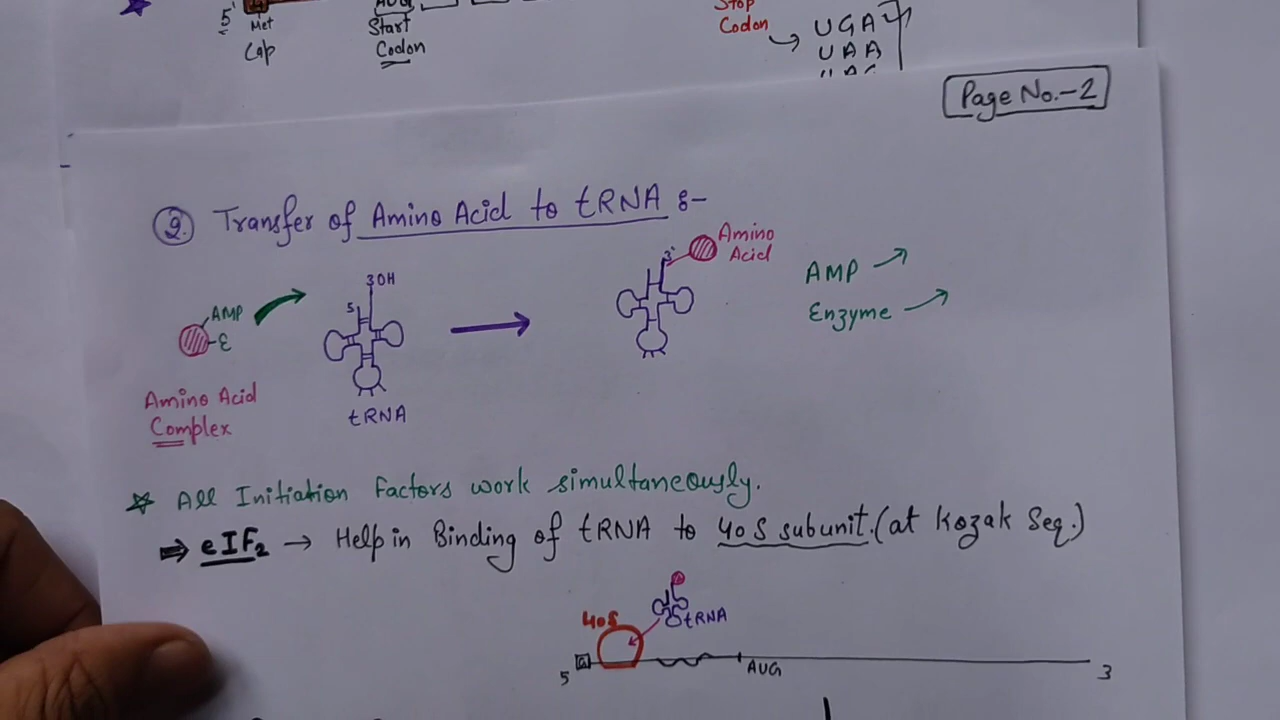 5' Met
Cap
AUG
Start
Codon
Stop
Codon
UGA
UAA
Page No.-2
2. Transfer of Amino Acid to tRNA :-
AMP
E
Amino Acid
Complex
3 OH
5
tRNA
3'
Amino
Acid
AMP
Enzyme
All Initiation Factors work simultaneously.
eIF2 → Help in Binding of tRNA to 40S subunit. (at Kozak Seq.)
40S
tRNA
G
5
AUG
3